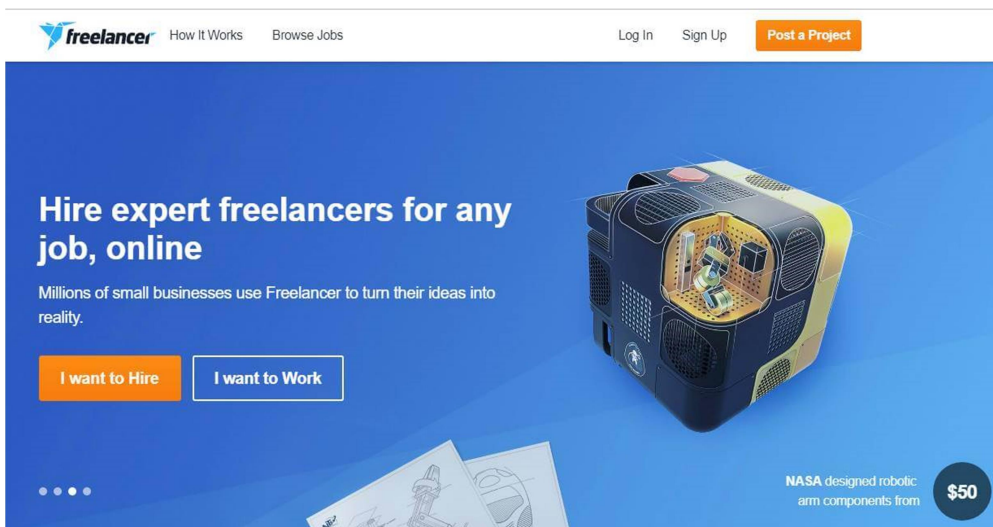 freelancer How It Works Browse Jobs Log In Sign Up Post a Project
Hire expert freelancers for any
job, online
Millions of small businesses use Freelancer to turn their ideas into
reality.
I want to Hire I want to Work
NASA designed robotic
arm components from
$50